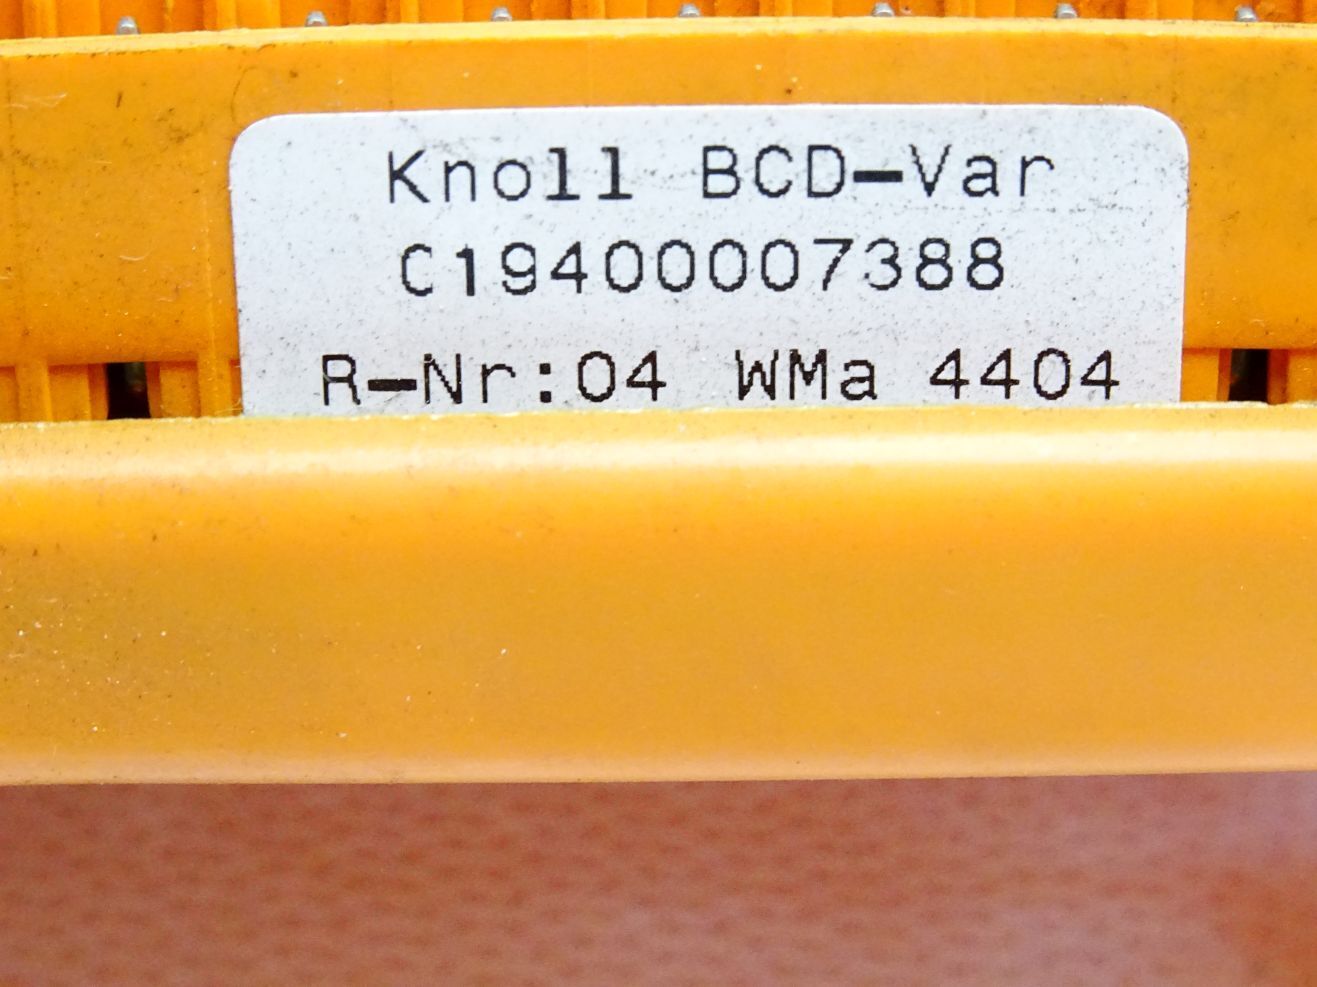 Knoll BCD-Var
C19400007388
R-Nr:04 WMa 4404